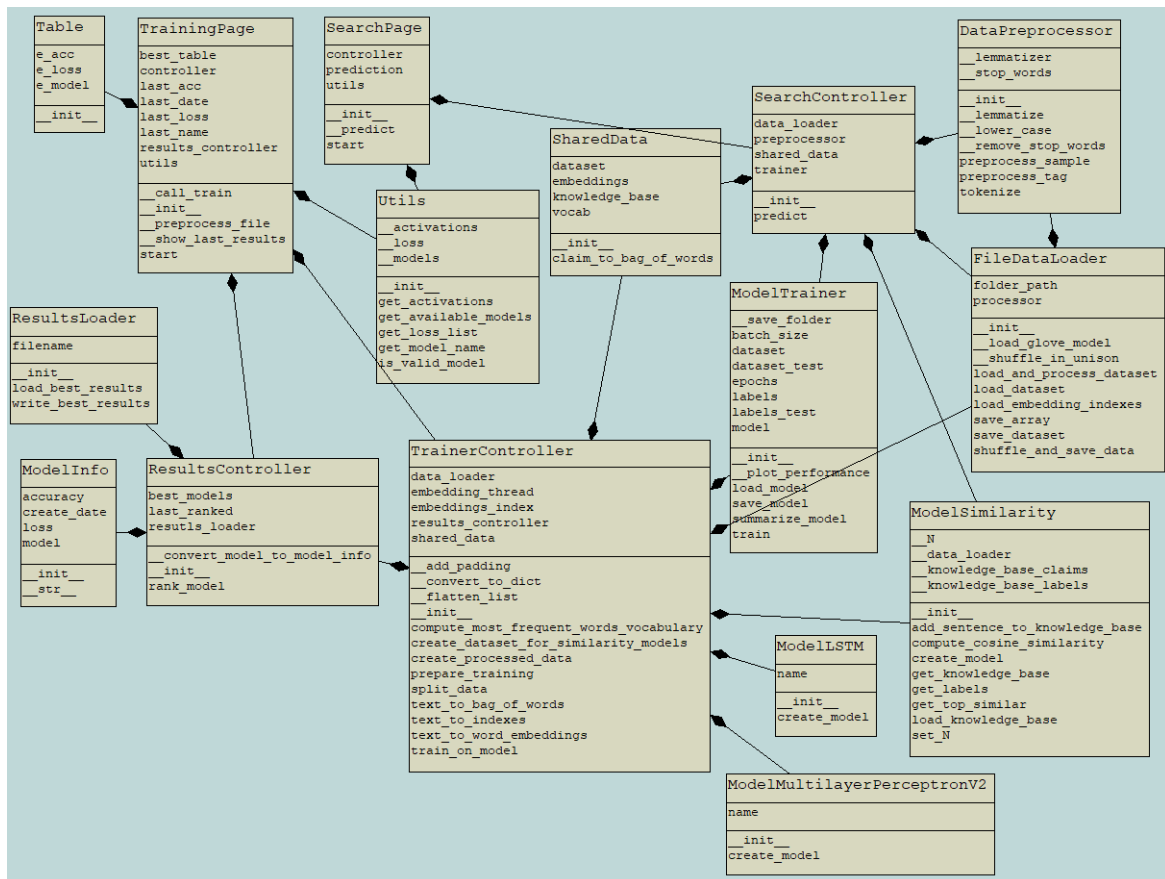 Table
e_acc
e_loss
e_model
__init__
TrainingPage
best_table
controller
last_acc
last_date
last_loss
last_name
results_controller
utils
__call_train
__init__
__preprocess_file
__show_last_results
start
SearchPage
controller
prediction
utils
__init__
__predict
start
DataPreprocessor
__lemmatizer
__stop_words
__init__
__lemmatize
__lower_case
__remove_stop_words
preprocess_sample
preprocess_tag
tokenize
SearchController
data_loader
preprocessor
shared_data
trainer
__init__
predict
SharedData
dataset
embeddings
knowledge_base
vocab
__init__
claim_to_bag_of_words
Utils
__activations
__loss
__models
__init__
get_activations
get_available_models
get_loss_list
get_model_name
is_valid_model
FileDataLoader
folder_path
processor
__init__
__load_glove_model
__shuffle_in_unison
load_and_process_dataset
load_dataset
load_embedding_indexes
save_array
save_dataset
shuffle_and_save_data
ModelTrainer
__save_folder
batch_size
dataset
dataset_test
epochs
labels
labels_test
model
__init__
__plot_performance
load_model
save_model
summarize_model
train
ResultsLoader
filename
__init__
load_best_results
write_best_results
ModelInfo
accuracy
create_date
loss
model
__init__
__str__
ResultsController
best_models
last_ranked
resutls_loader
__convert_model_to_model_info
__init__
rank_model
TrainerController
data_loader
embedding_thread
embeddings_index
results_controller
shared_data
__add_padding
__convert_to_dict
__flatten_list
__init__
compute_most_frequent_words_vocabulary
create_dataset_for_similarity_models
create_processed_data
prepare_training
split_data
text_to_bag_of_words
text_to_indexes
text_to_word_embeddings
train_on_model
ModelSimilarity
__N
__data_loader
__knowledge_base_claims
__knowledge_base_labels
__init__
add_sentence_to_knowledge_base
compute_cosine_similarity
create_model
get_knowledge_base
get_labels
get_top_similar
load_knowledge_base
set_N
ModelLSTM
name
__init__
create_model
ModelMultilayerPerceptronV2
name
__init__
create_model